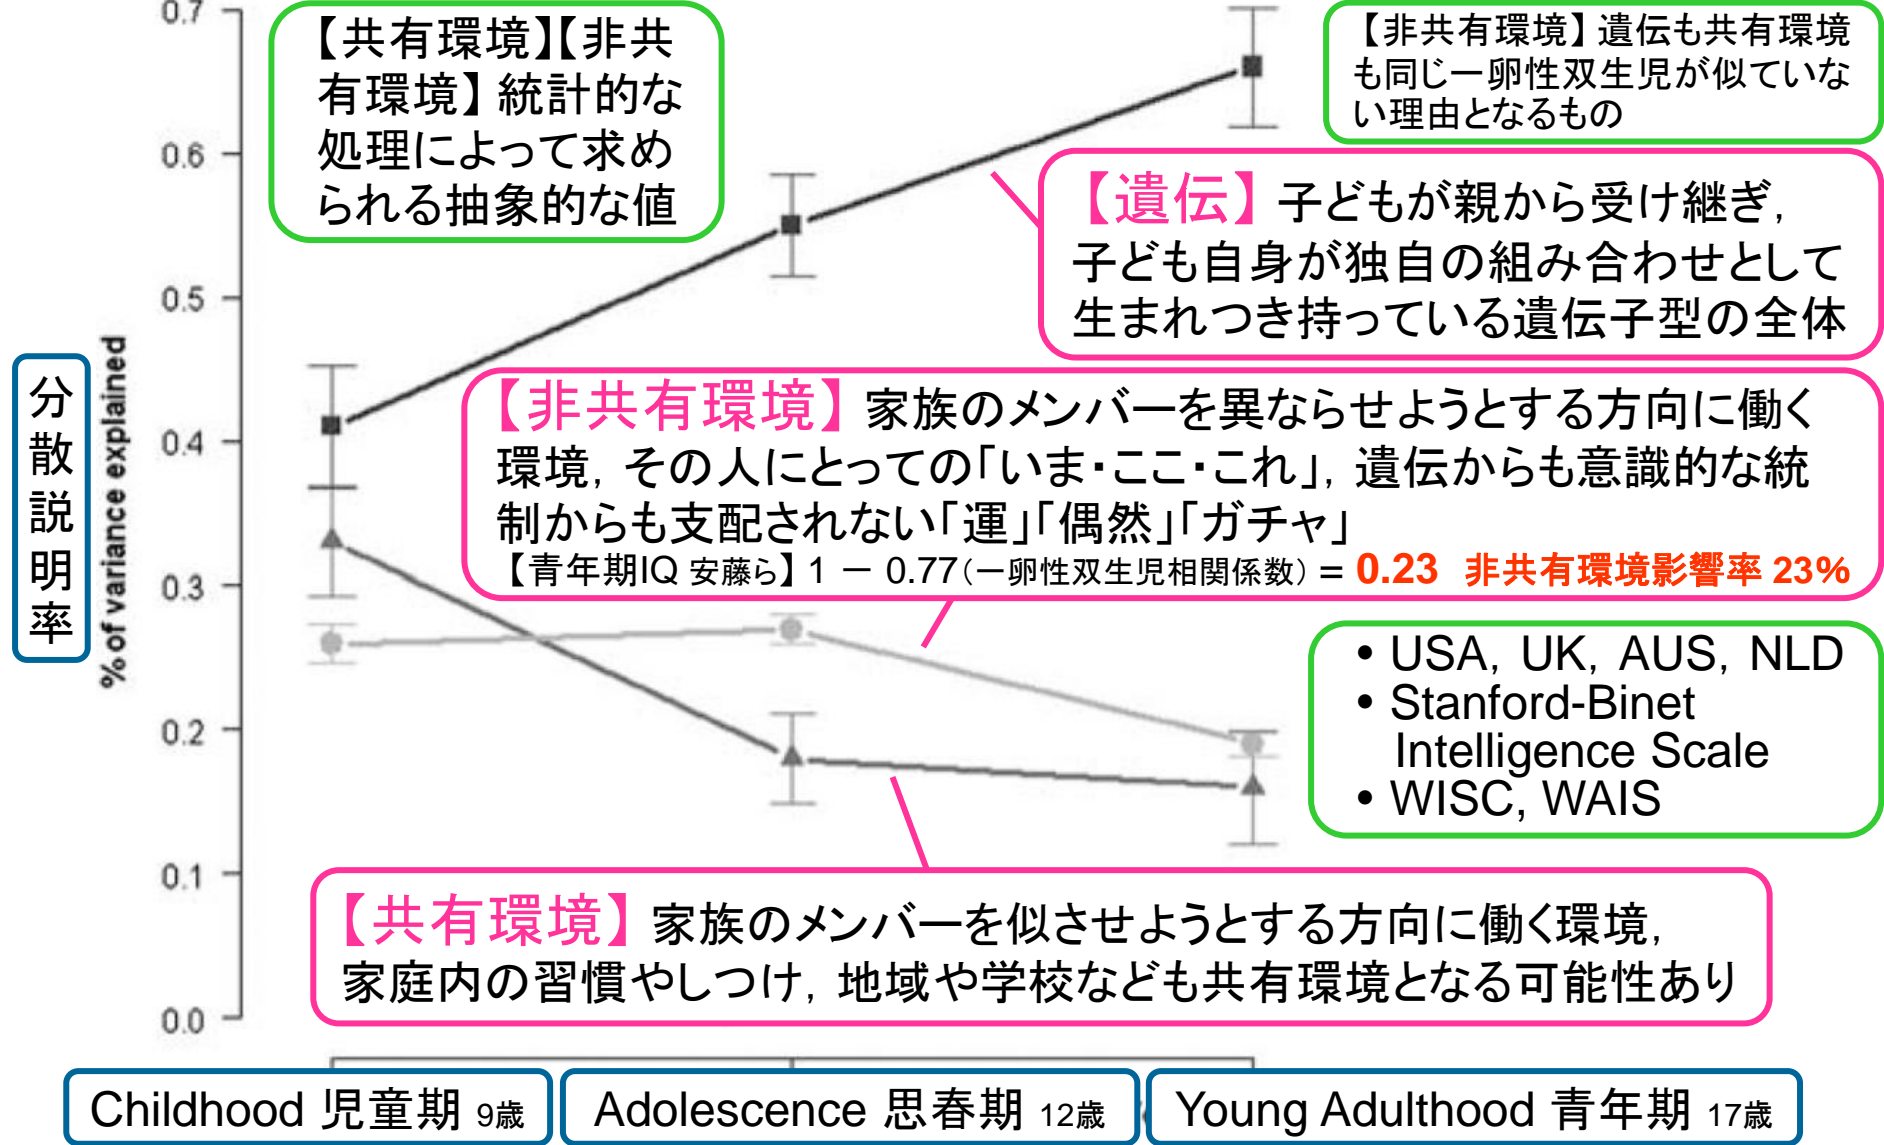 0.7
0.6
0.5
0.4
0.3
0.2
0.1
0.0
% of variance explained
分散説明率
【共有環境】【非共
有環境】統計的な
処理によって求め
られる抽象的な値
【非共有環境】遺伝も共有環境
も同じ一卵性双生児が似ていな
い理由となるもの
【遺伝】子どもが親から受け継ぎ，
子ども自身が独自の組み合わせとして
生まれつき持っている遺伝子型の全体
【非共有環境】家族のメンバーを異ならせようとする方向に働く
環境，その人にとっての「いま・ここ・これ」，遺伝からも意識的な統
制からも支配されない「運」「偶然」「ガチャ」
【青年期IQ 安藤ら】1 － 0.77（一卵性双生児相関係数）= 0.23 非共有環境影響率 23%
• USA, UK, AUS, NLD
• Stanford-Binet
Intelligence Scale
• WISC, WAIS
【共有環境】家族のメンバーを似させようとする方向に働く環境，
家庭内の習慣やしつけ，地域や学校なども共有環境となる可能性あり
Childhood 児童期 9歳
Adolescence 思春期 12歳
Young Adulthood 青年期 17歳